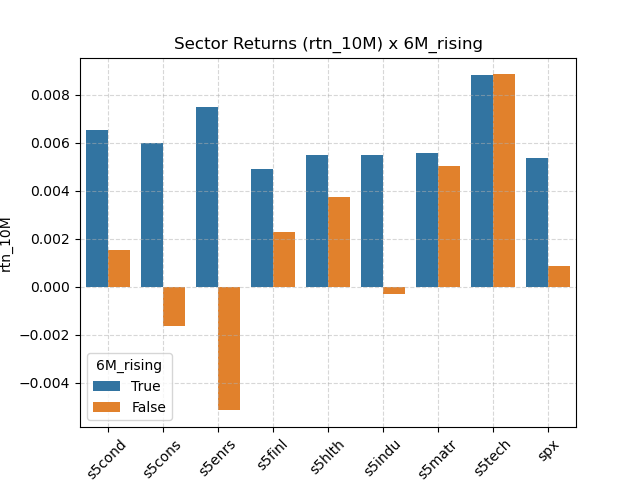 Sector Returns (rtn_10M) x 6M_rising
rtn_10M
0.008
0.006
0.004
0.002
0.000
−0.002
−0.004
6M_rising
True
False
s5cond
s5cons
s5enrs
s5finl
s5hlth
s5indu
s5matr
s5tech
spx